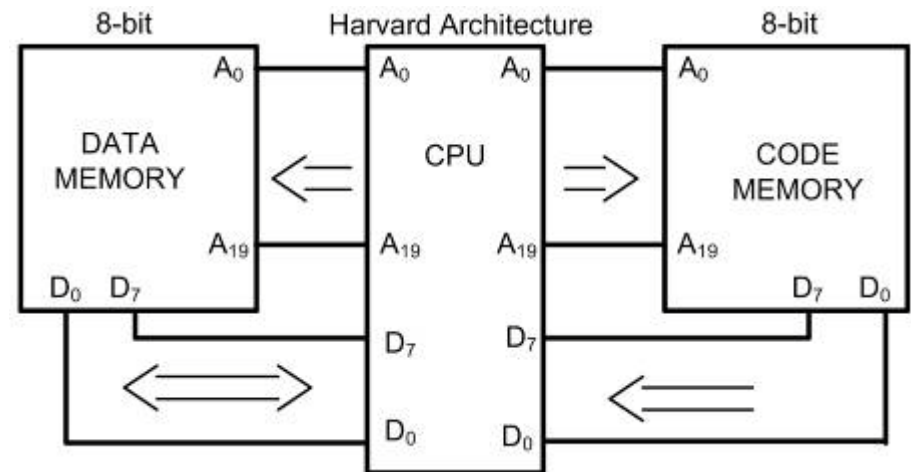 8-bit Harvard Architecture 8-bit
A₀ A₀ A₀ A₀
DATA
MEMORY
CPU
CODE
MEMORY
A₁₉ A₁₉ A₁₉ A₁₉
D₀ D₇ D₇ D₀
D₇ D₇
D₀ D₀